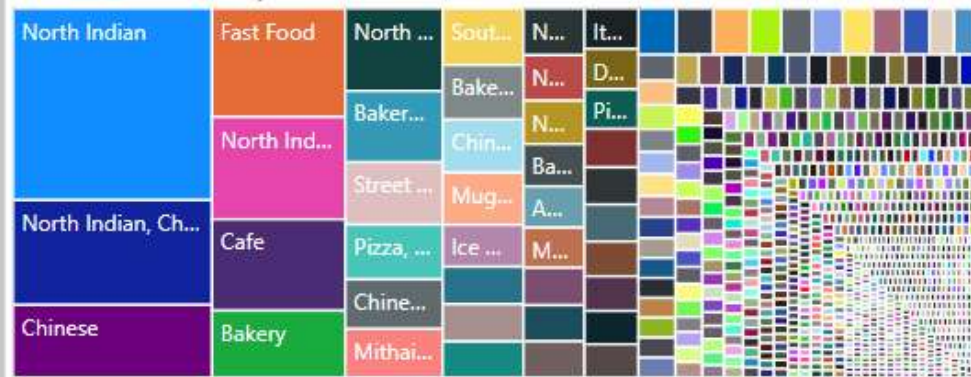 North Indian
North Indian, Ch...
Chinese
Fast Food
North Ind...
Cafe
Bakery
North ...
Baker...
Street ...
Pizza, ...
Chine...
Mithai...
Sout...
Bake...
Chin...
Mug...
Ice ...
N...
N...
N...
Ba...
A...
M...
It...
D...
Pi...